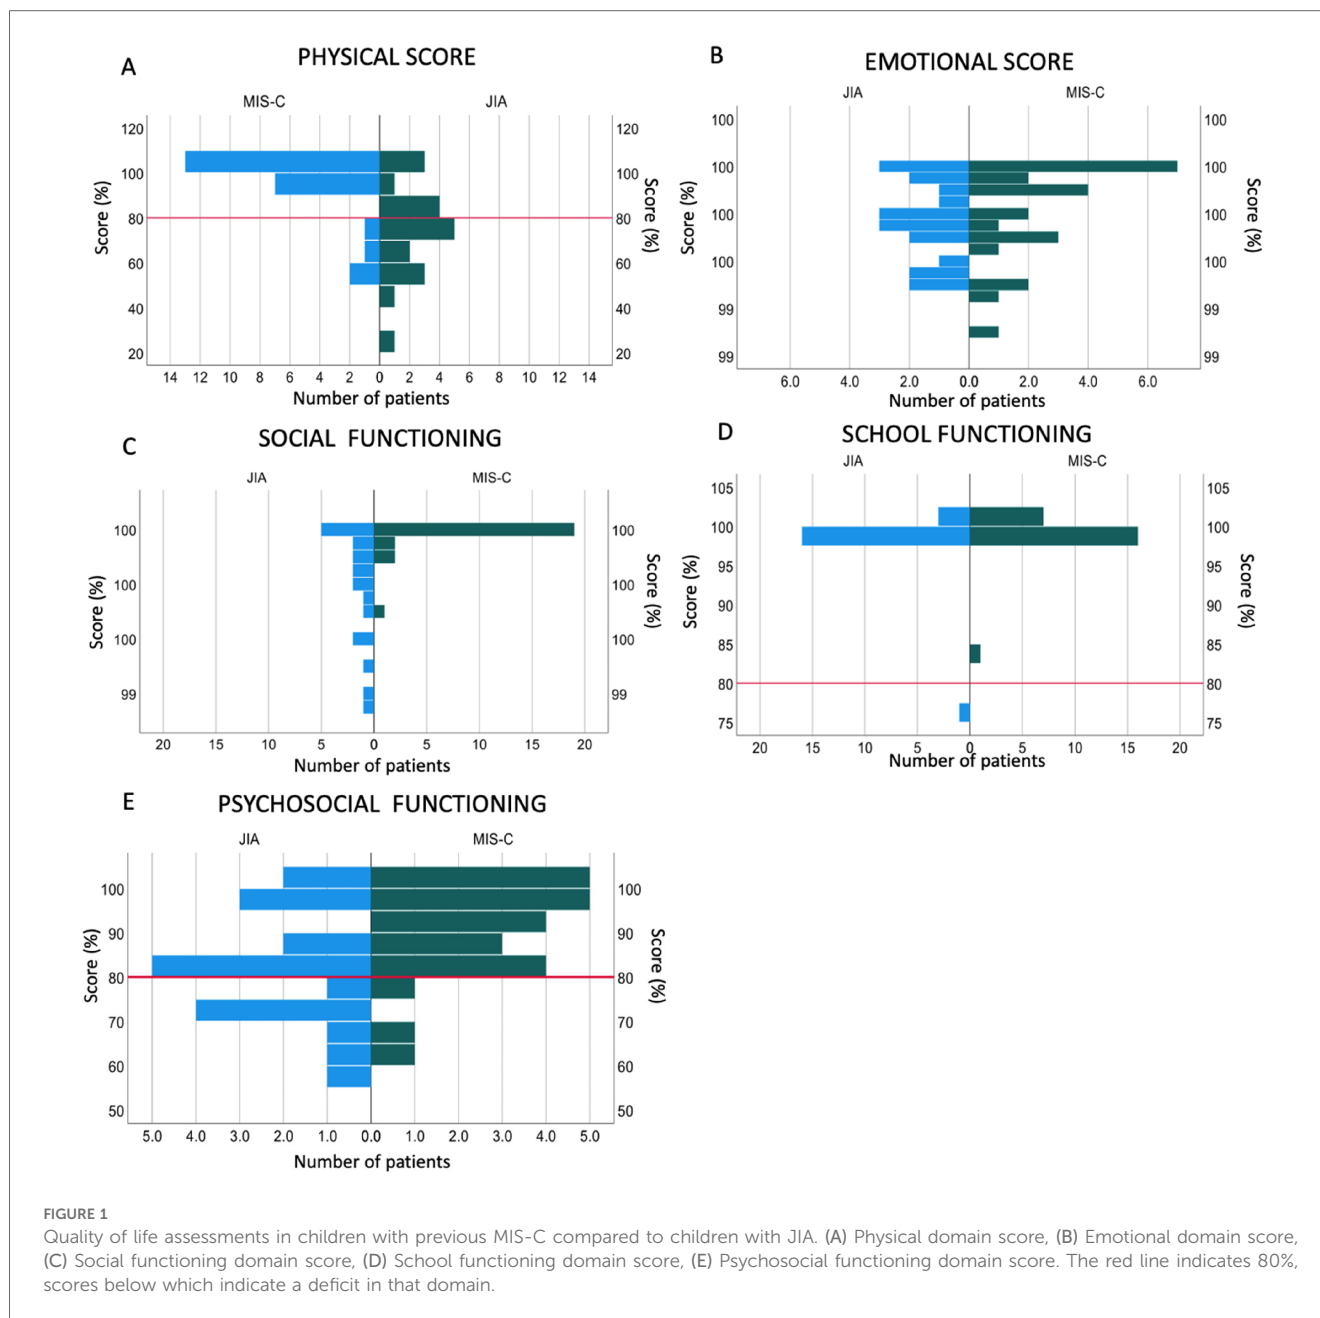 A
PHYSICAL SCORE
MIS-C JIA
120 120
100 100
80 80
60 60
40 40
20 20
Score (%)
Score (%)
14 12 10 8 6 4 2 0 2 4 6 8 10 12 14
Number of patients
B
EMOTIONAL SCORE
JIA MIS-C
100 100
100 100
100 100
100 100
99 99
99 99
Score (%)
Score (%)
6.0 4.0 2.0 0.0 2.0 4.0 6.0
Number of patients
C
SOCIAL FUNCTIONING
JIA MIS-C
100 100
100 100
100 100
99 99
Score (%)
Score (%)
20 15 10 5 0 5 10 15 20
Number of patients
D
SCHOOL FUNCTIONING
JIA MIS-C
105 105
100 100
95 95
90 90
85 85
80 80
75 75
Score (%)
Score (%)
20 15 10 5 0 5 10 15 20
Number of patients
E
PSYCHOSOCIAL FUNCTIONING
JIA MIS-C
100 100
90 90
80 80
70 70
60 60
50 50
Score (%)
Score (%)
5.0 4.0 3.0 2.0 1.0 0.0 1.0 2.0 3.0 4.0 5.0
Number of patients
FIGURE 1
Quality of life assessments in children with previous MIS-C compared to children with JIA. (A) Physical domain score, (B) Emotional domain score,
(C) Social functioning domain score, (D) School functioning domain score, (E) Psychosocial functioning domain score. The red line indicates 80%,
scores below which indicate a deficit in that domain.